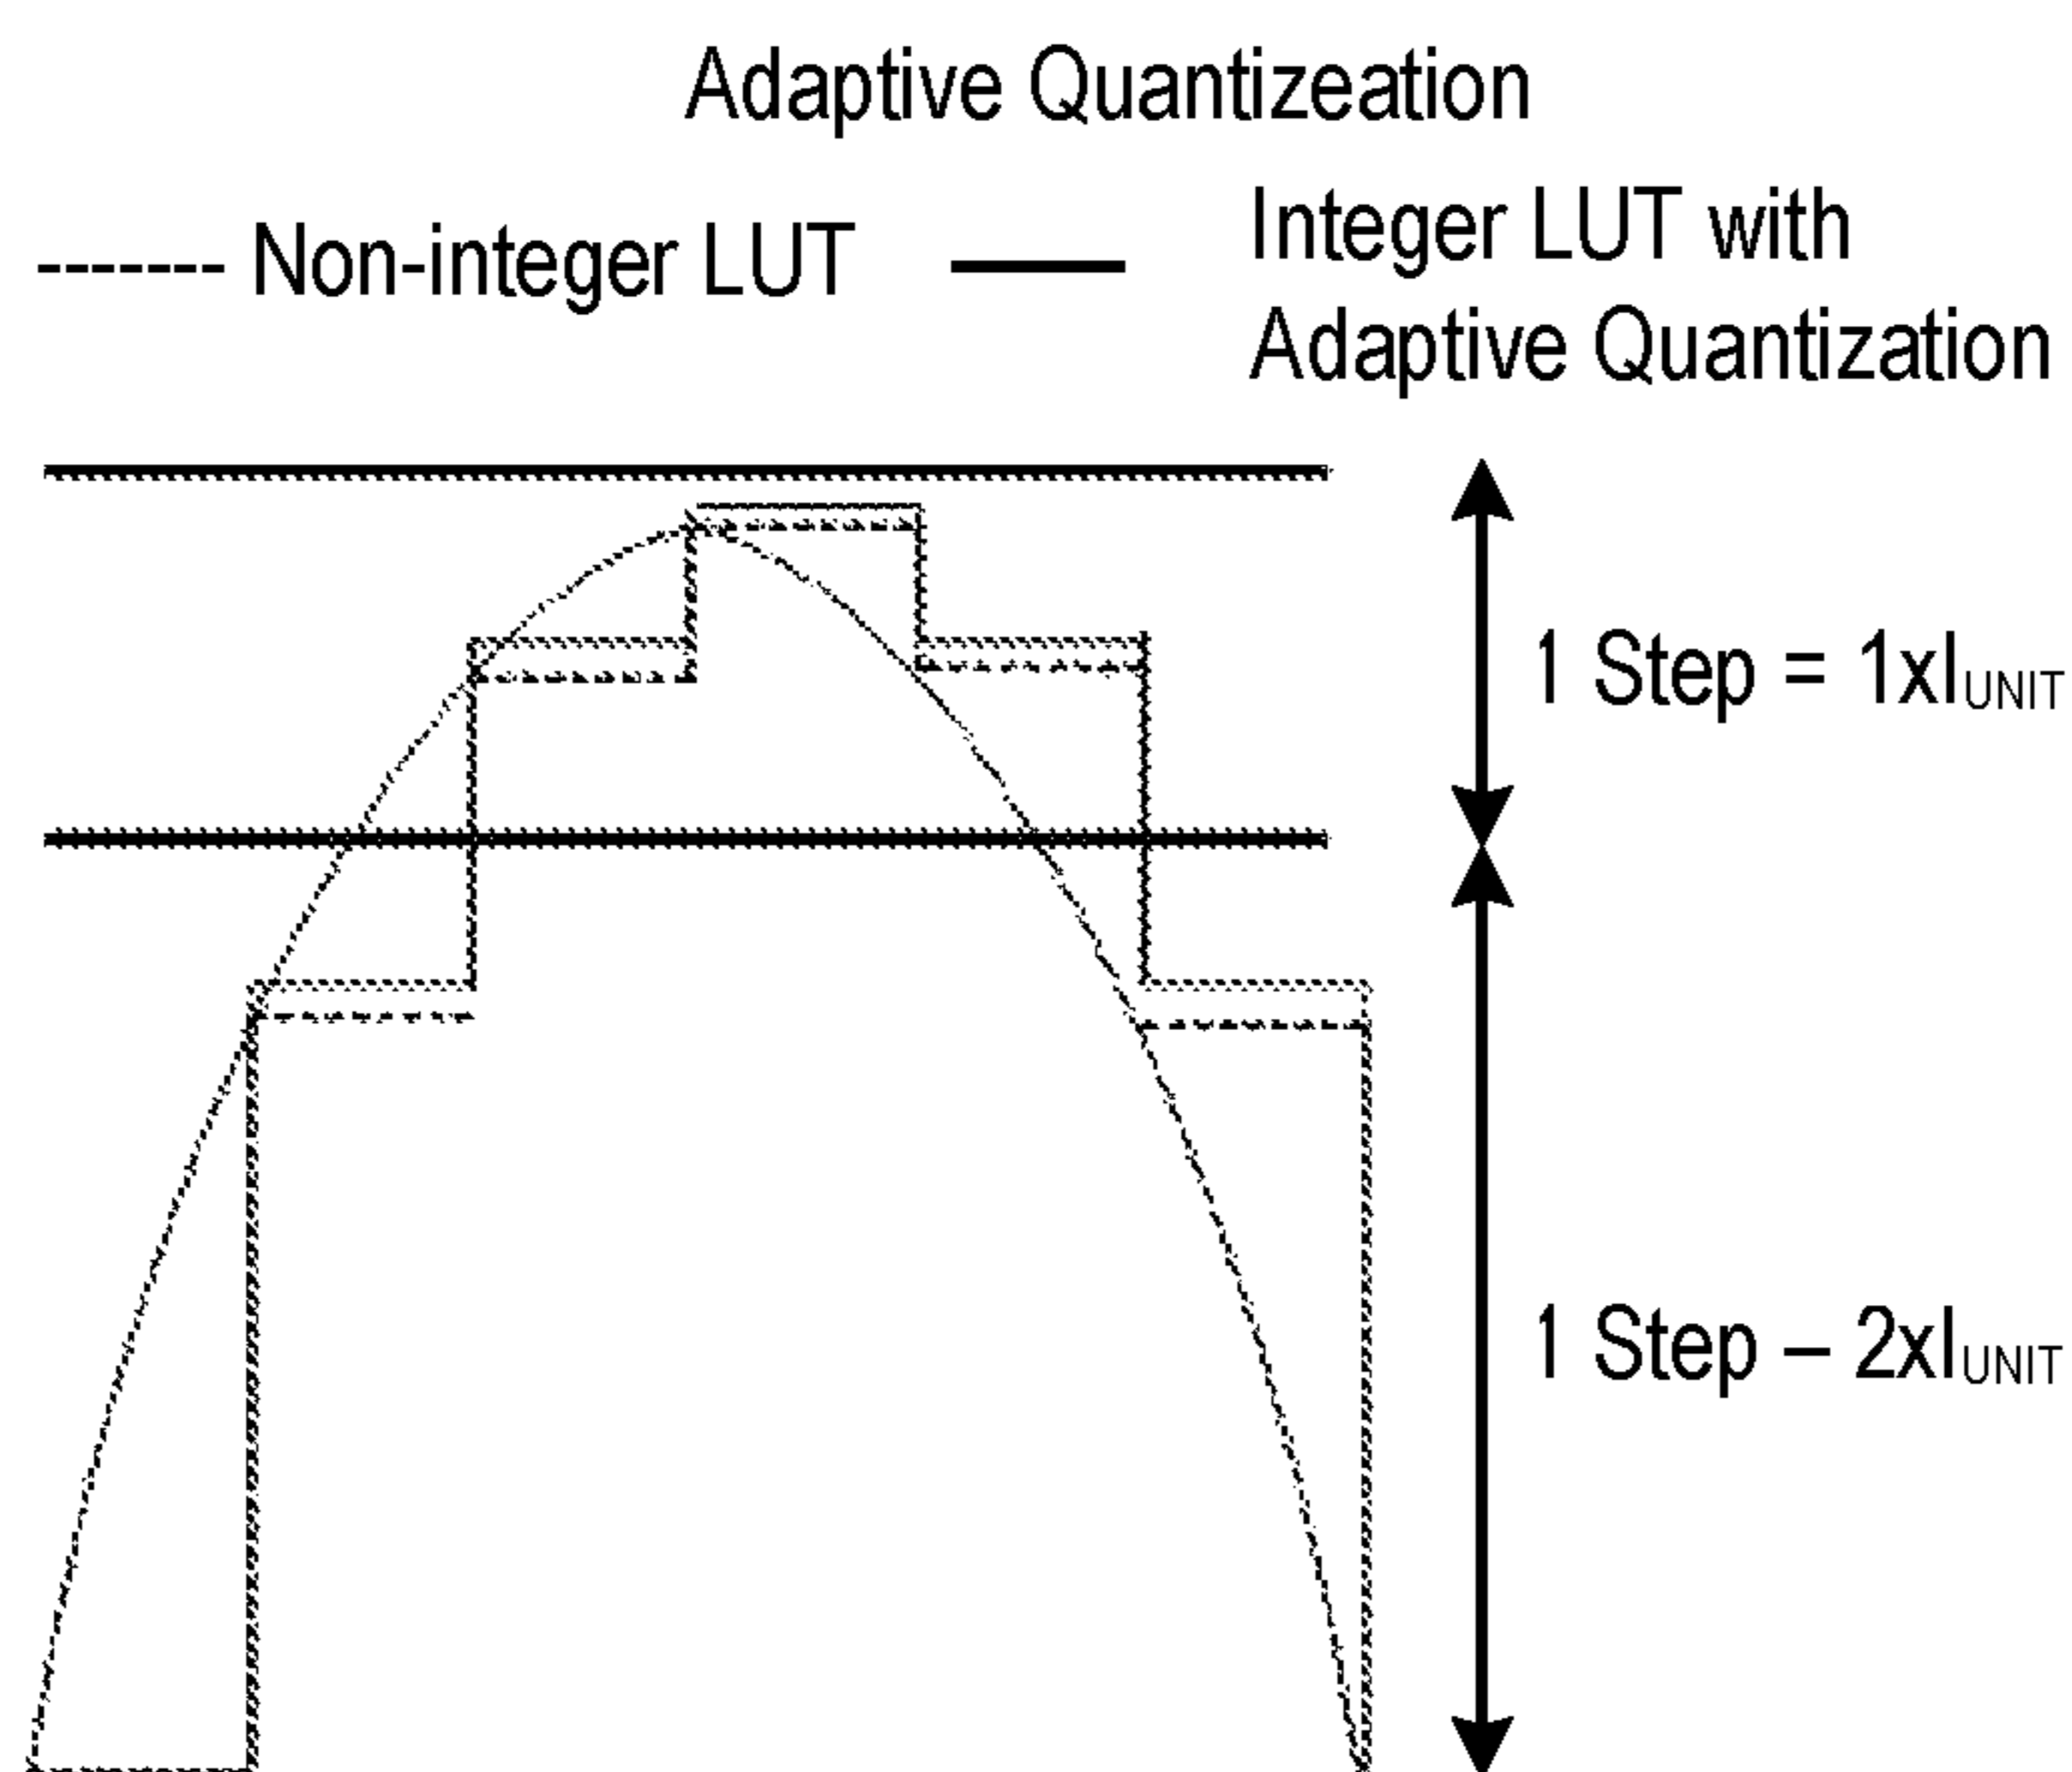 Adaptive Quantizeation
Non-integer LUT
Integer LUT with
Adaptive Quantization
1 Step = 1xIUNIT
1 Step – 2xIUNIT